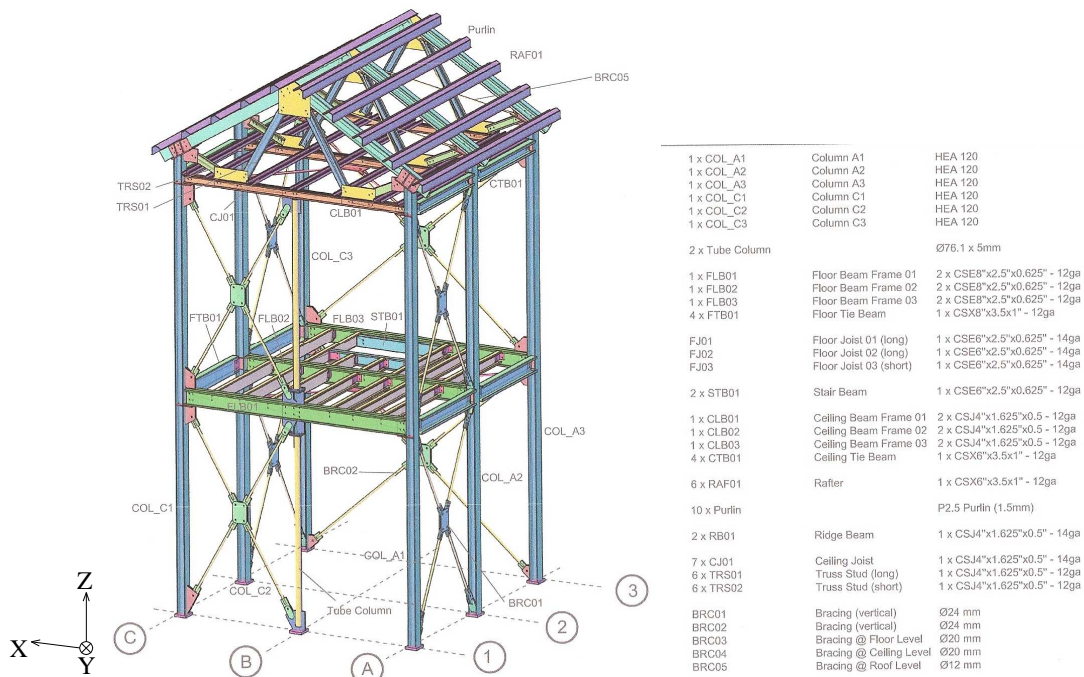 Purlin
RAF01
BRC05
TRS02
TRS01
CJ01
CLB01
CTB01
COL_C3
FTB01
FLB02
FLB03
STB01
FLB01
COL_A3
BRC02
COL_A2
COL_C1
COL_A1
COL_C2
BRC01
Tube Column
3
2
1
C
B
A
Z
X
Y
1 x COL_A1 Column A1 HEA 120
1 x COL_A2 Column A2 HEA 120
1 x COL_A3 Column A3 HEA 120
1 x COL_C1 Column C1 HEA 120
1 x COL_C2 Column C2 HEA 120
1 x COL_C3 Column C3 HEA 120
2 x Tube Column Ø76.1 x 5mm
1 x FLB01 Floor Beam Frame 01 2 x CSE8"x2.5"x0.625" - 12ga
1 x FLB02 Floor Beam Frame 02 2 x CSE8"x2.5"x0.625" - 12ga
1 x FLB03 Floor Beam Frame 03 2 x CSE8"x2.5"x0.625" - 12ga
4 x FTB01 Floor Tie Beam 1 x CSX8"x3.5x1" - 12ga
FJ01 Floor Joist 01 (long) 1 x CSE6"x2.5"x0.625" - 14ga
FJ02 Floor Joist 02 (long) 1 x CSE6"x2.5"x0.625" - 14ga
FJ03 Floor Joist 03 (short) 1 x CSE6"x2.5"x0.625" - 14ga
2 x STB01 Stair Beam 1 x CSE6"x2.5"x0.625" - 12ga
1 x CLB01 Ceiling Beam Frame 01 2 x CSJ4"x1.625"x0.5 - 12ga
1 x CLB02 Ceiling Beam Frame 02 2 x CSJ4"x1.625"x0.5 - 12ga
1 x CLB03 Ceiling Beam Frame 03 2 x CSJ4"x1.625"x0.5 - 12ga
4 x CTB01 Ceiling Tie Beam 1 x CSX6"x3.5x1" - 12ga
6 x RAF01 Rafter 1 x CSX6"x3.5x1" - 12ga
10 x Purlin P2.5 Purlin (1.5mm)
2 x RB01 Ridge Beam 1 x CSJ4"x1.625"x0.5" - 14ga
7 x CJ01 Ceiling Joist 1 x CSJ4"x1.625"x0.5" - 14ga
6 x TRS01 Truss Stud (long) 1 x CSJ4"x1.625"x0.5" - 12ga
6 x TRS02 Truss Stud (short) 1 x CSJ4"x1.625"x0.5" - 12ga
BRC01 Bracing (vertical) Ø24 mm
BRC02 Bracing (vertical) Ø24 mm
BRC03 Bracing @ Floor Level Ø20 mm
BRC04 Bracing @ Ceiling Level Ø20 mm
BRC05 Bracing @ Roof Level Ø12 mm